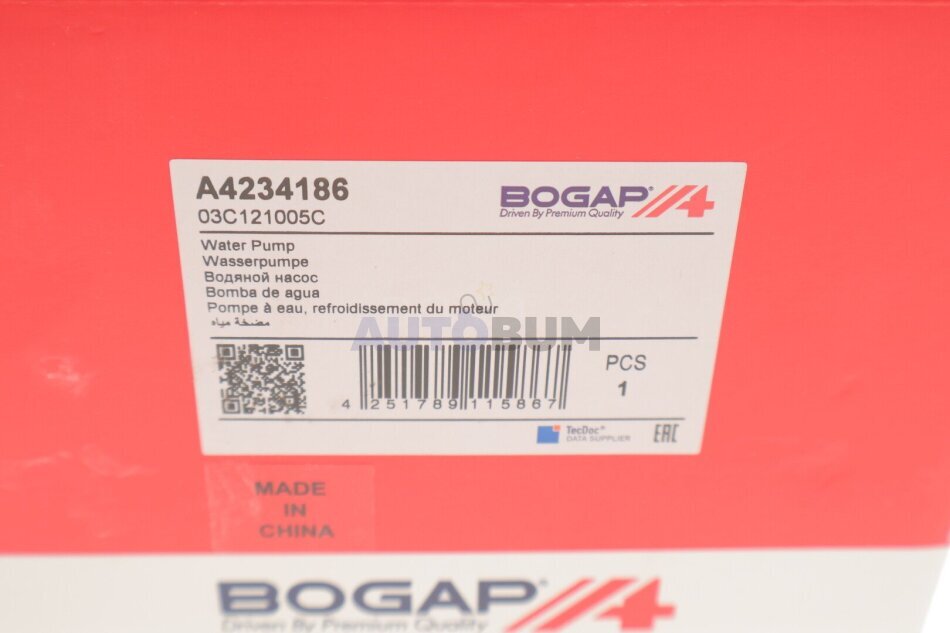 A4234186
BOGAP®
Driven By Premium Quality
03C121005C
Water Pump
Wasserpumpe
Водяной насос
Bomba de agua
Pompe à eau, refroidissement du moteur
مضخة مياه
AUTOBUM
PCS
1
4 251789 115867
TecDoc®
DATA SUPPLIER
EAC
MADE
IN
CHINA
BOGAP®
Driven By Premium Quality